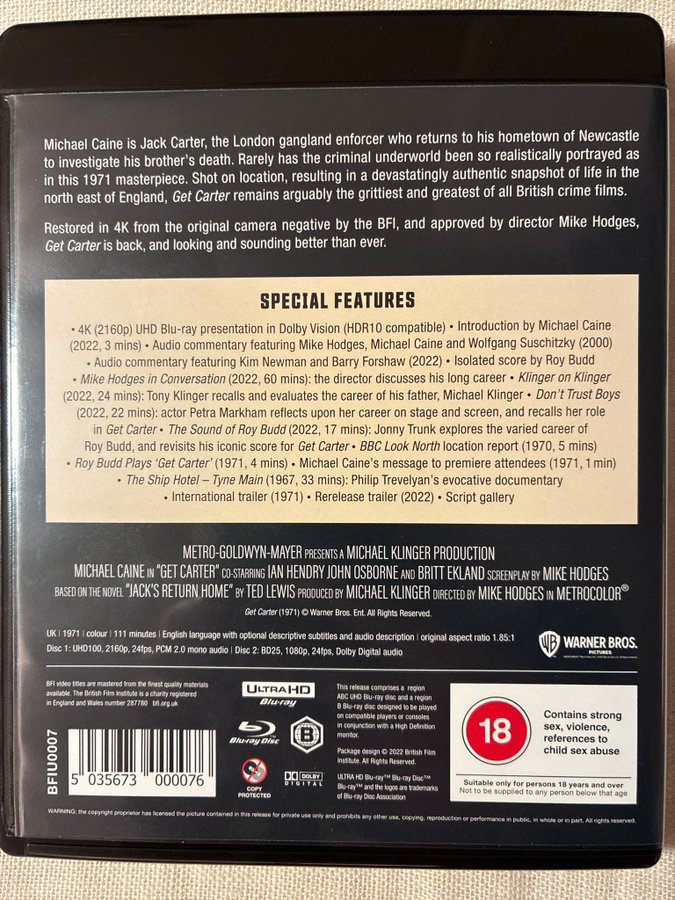 Michael Caine is Jack Carter, the London gangland enforcer who returns to his hometown of Newcastle
to investigate his brother's death. Rarely has the criminal underworld been so realistically portrayed as
in this 1971 masterpiece. Shot on location, resulting in a devastatingly authentic snapshot of life in the
north east of England, Get Carter remains arguably the grittiest and greatest of all British crime films.
Restored in 4K from the original camera negative by the BFI, and approved by director Mike Hodges,
Get Carter is back, and looking and sounding better than ever.
SPECIAL FEATURES
• 4K (2160p) UHD Blu-ray presentation in Dolby Vision (HDR10 compatible) • Introduction by Michael Caine
(2022, 3 mins) • Audio commentary featuring Mike Hodges, Michael Caine and Wolfgang Suschitzky (2000)
• Audio commentary featuring Kim Newman and Barry Forshaw (2022) • Isolated score by Roy Budd
• Mike Hodges in Conversation (2022, 60 mins): the director discusses his long career • Klinger on Klinger
(2022, 24 mins): Tony Klinger recalls and evaluates the career of his father, Michael Klinger • Don't Trust Boys
(2022, 22 mins): actor Petra Markham reflects upon her career on stage and screen, and recalls her role
in Get Carter • The Sound of Roy Budd (2022, 17 mins): Jonny Trunk explores the varied career of
Roy Budd, and revisits his iconic score for Get Carter • BBC Look North location report (1970, 5 mins)
• Roy Budd Plays 'Get Carter' (1971, 4 mins) • Michael Caine's message to premiere attendees (1971, 1 min)
• The Ship Hotel – Tyne Main (1967, 33 mins): Philip Trevelyan's evocative documentary
• International trailer (1971) • Rerelease trailer (2022) • Script gallery
METRO-GOLDWYN-MAYER PRESENTS A MICHAEL KLINGER PRODUCTION
MICHAEL CAINE IN "GET CARTER" CO-STARRING IAN HENDRY JOHN OSBORNE AND BRITT EKLAND SCREENPLAY BY MIKE HODGES
BASED ON THE NOVEL "JACK'S RETURN HOME" BY TED LEWIS PRODUCED BY MICHAEL KLINGER DIRECTED BY MIKE HODGES IN METROCOLOR®
Get Carter (1971) © Warner Bros. Ent. All Rights Reserved.
UK | 1971 | colour | 111 minutes | English language with optional descriptive subtitles and audio description | original aspect ratio 1.85:1
Disc 1: UHD100, 2160p, 24fps, PCM 2.0 mono audio | Disc 2: BD25, 1080p, 24fps, Dolby Digital audio
WB WARNER BROS.
PICTURES
BFI video titles are mastered from the finest quality materials
available. The British Film Institute is a charity registered
in England and Wales number 287780 bfi.org.uk
BFIU0007
5 035673 000076
ULTRA HD
Blu-ray
Blu-ray Disc
B
COPY
PROTECTED
DOLBY
DIGITAL
This release comprises a region
ABC UHD Blu-ray disc and a region
B Blu-ray disc designed to be played
on compatible players or consoles
in conjunction with a High Definition
monitor.
Package design © 2022 British Film
Institute. All Rights Reserved.
ULTRA HD Blu-ray™ Blu-ray Disc™
Blu-ray™ and the logos are trademarks
of Blu-ray Disc Association
18
Contains strong
sex, violence,
references to
child sex abuse
Suitable only for persons 18 years and over
Not to be supplied to any person below that age
WARNING: the copyright proprietor has licensed the picture contained in this release for private use only and prohibits any other use, copying, reproduction or performance in public, in whole or in part. All rights reserved.